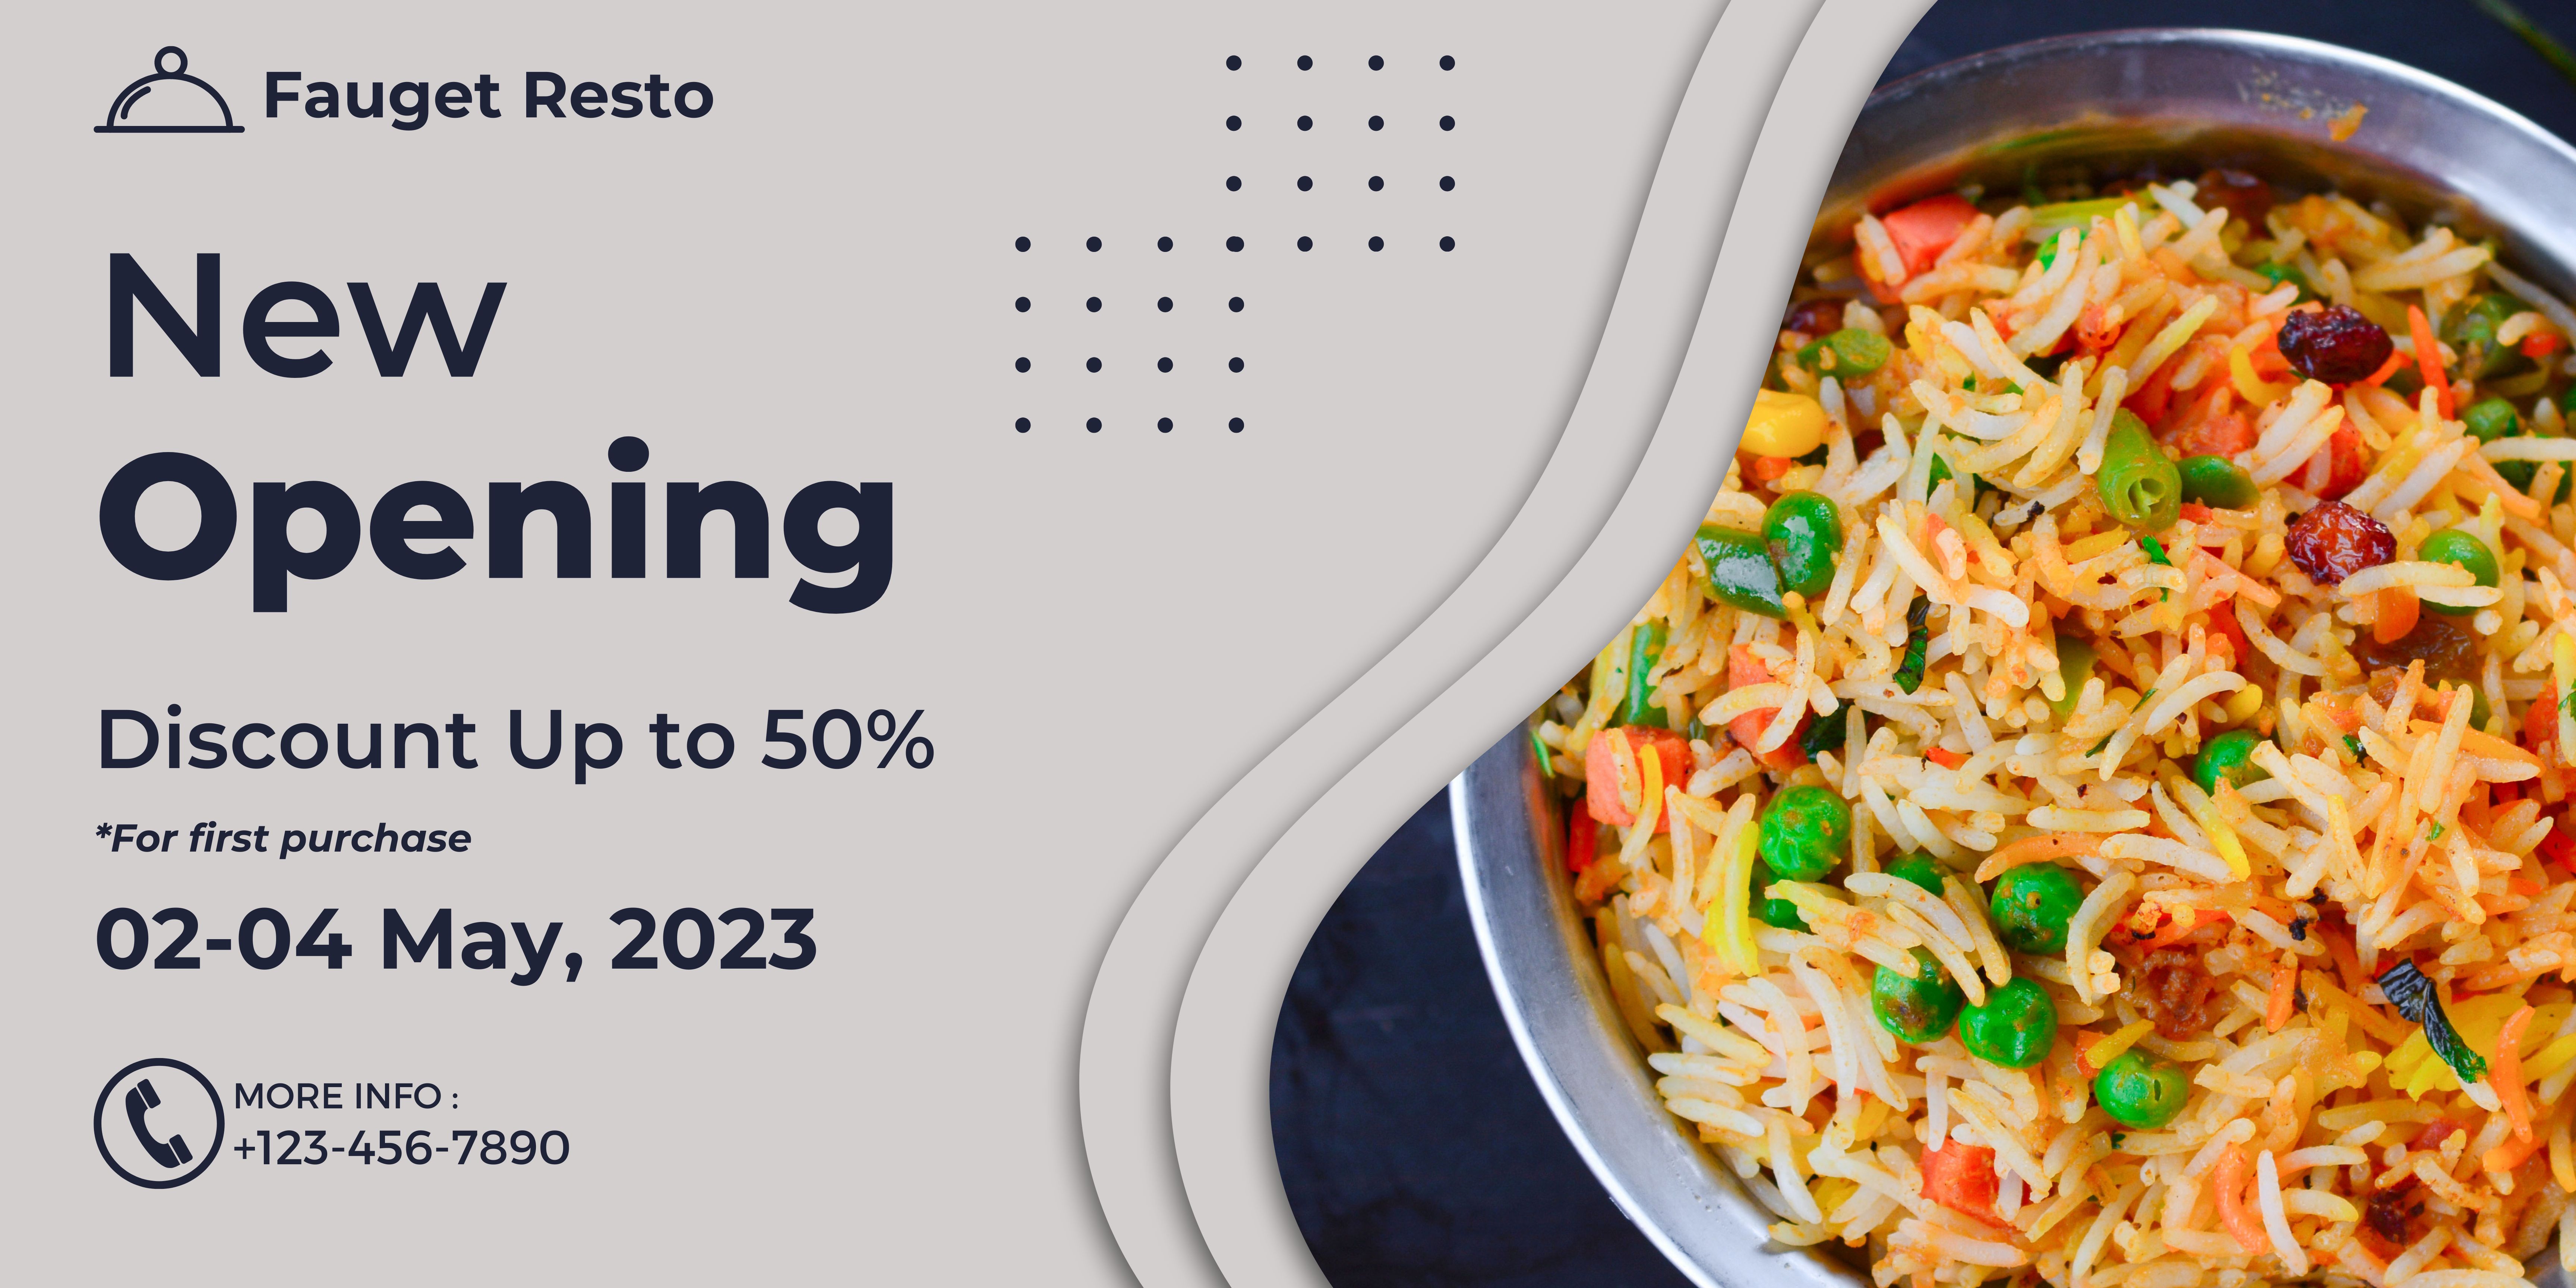 Fauget Resto
New
Opening
Discount Up to 50%
*For first purchase
02-04 May, 2023
MORE INFO :
+123-456-7890